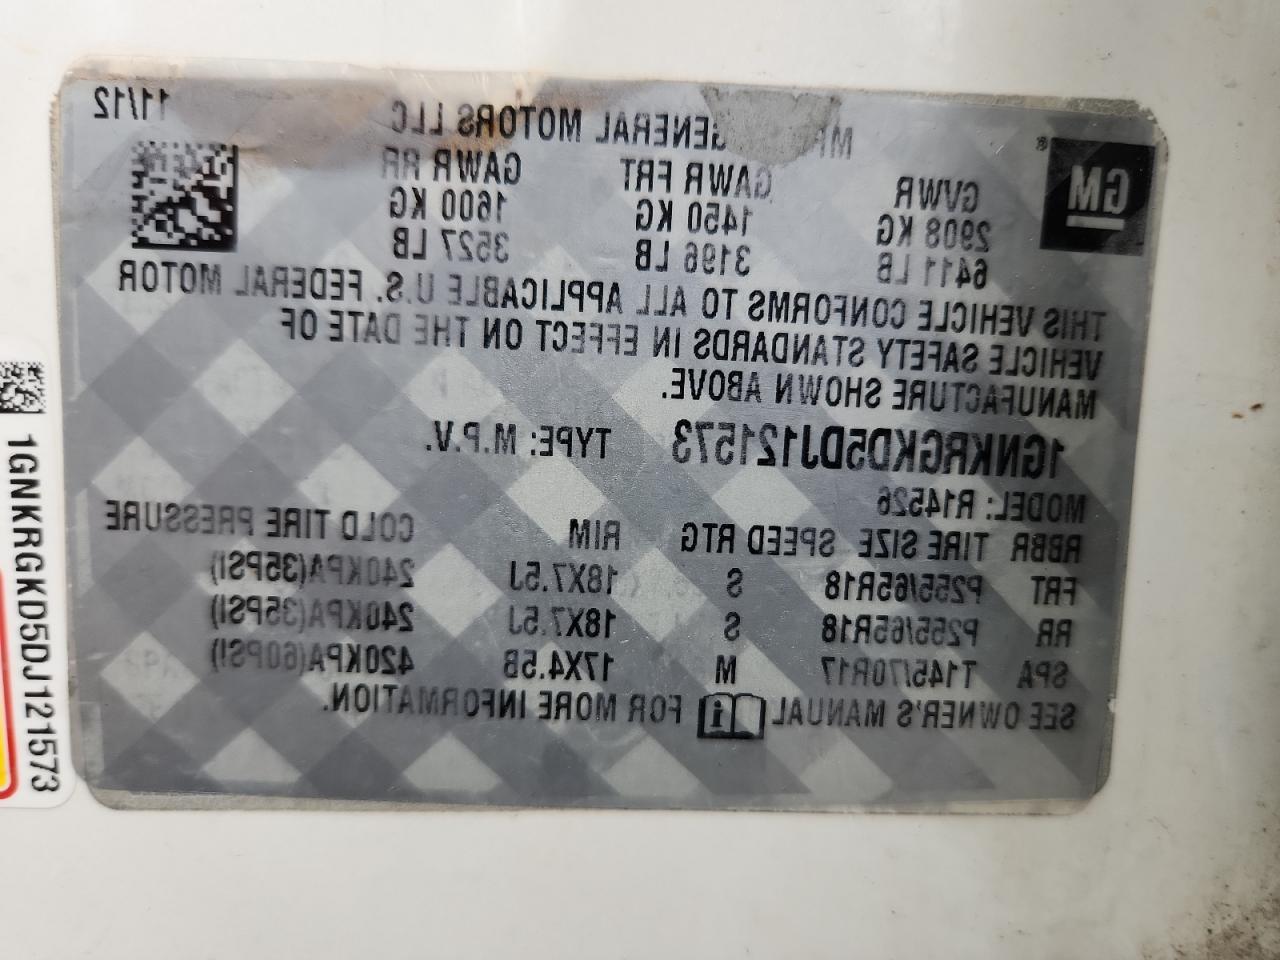 GM ®
MF GENERAL MOTORS LLC 11/12
GVWR GAWR FRT GAWR RR
2908 KG 1450 KG 1600 KG
6411 LB 3196 LB 3527 LB
THIS VEHICLE CONFORMS TO ALL APPLICABLE U.S. FEDERAL MOTOR
VEHICLE SAFETY STANDARDS IN EFFECT ON THE DATE OF
MANUFACTURE SHOWN ABOVE.
1GNKRGKD5DJ121573 TYPE: M.P.V.
MODEL: R14526
RBBR TIRE SIZE SPEED RTG RIM COLD TIRE PRESSURE
FRT P255/65R18 S 18X7.5J 240KPA(35PSI)
RR P255/65R18 S 18X7.5J 240KPA(35PSI)
SPA T145/70R17 M 17X4.5B 420KPA(60PSI)
SEE OWNER'S MANUAL i FOR MORE INFORMATION.
1GNKRGKD5DJ121573